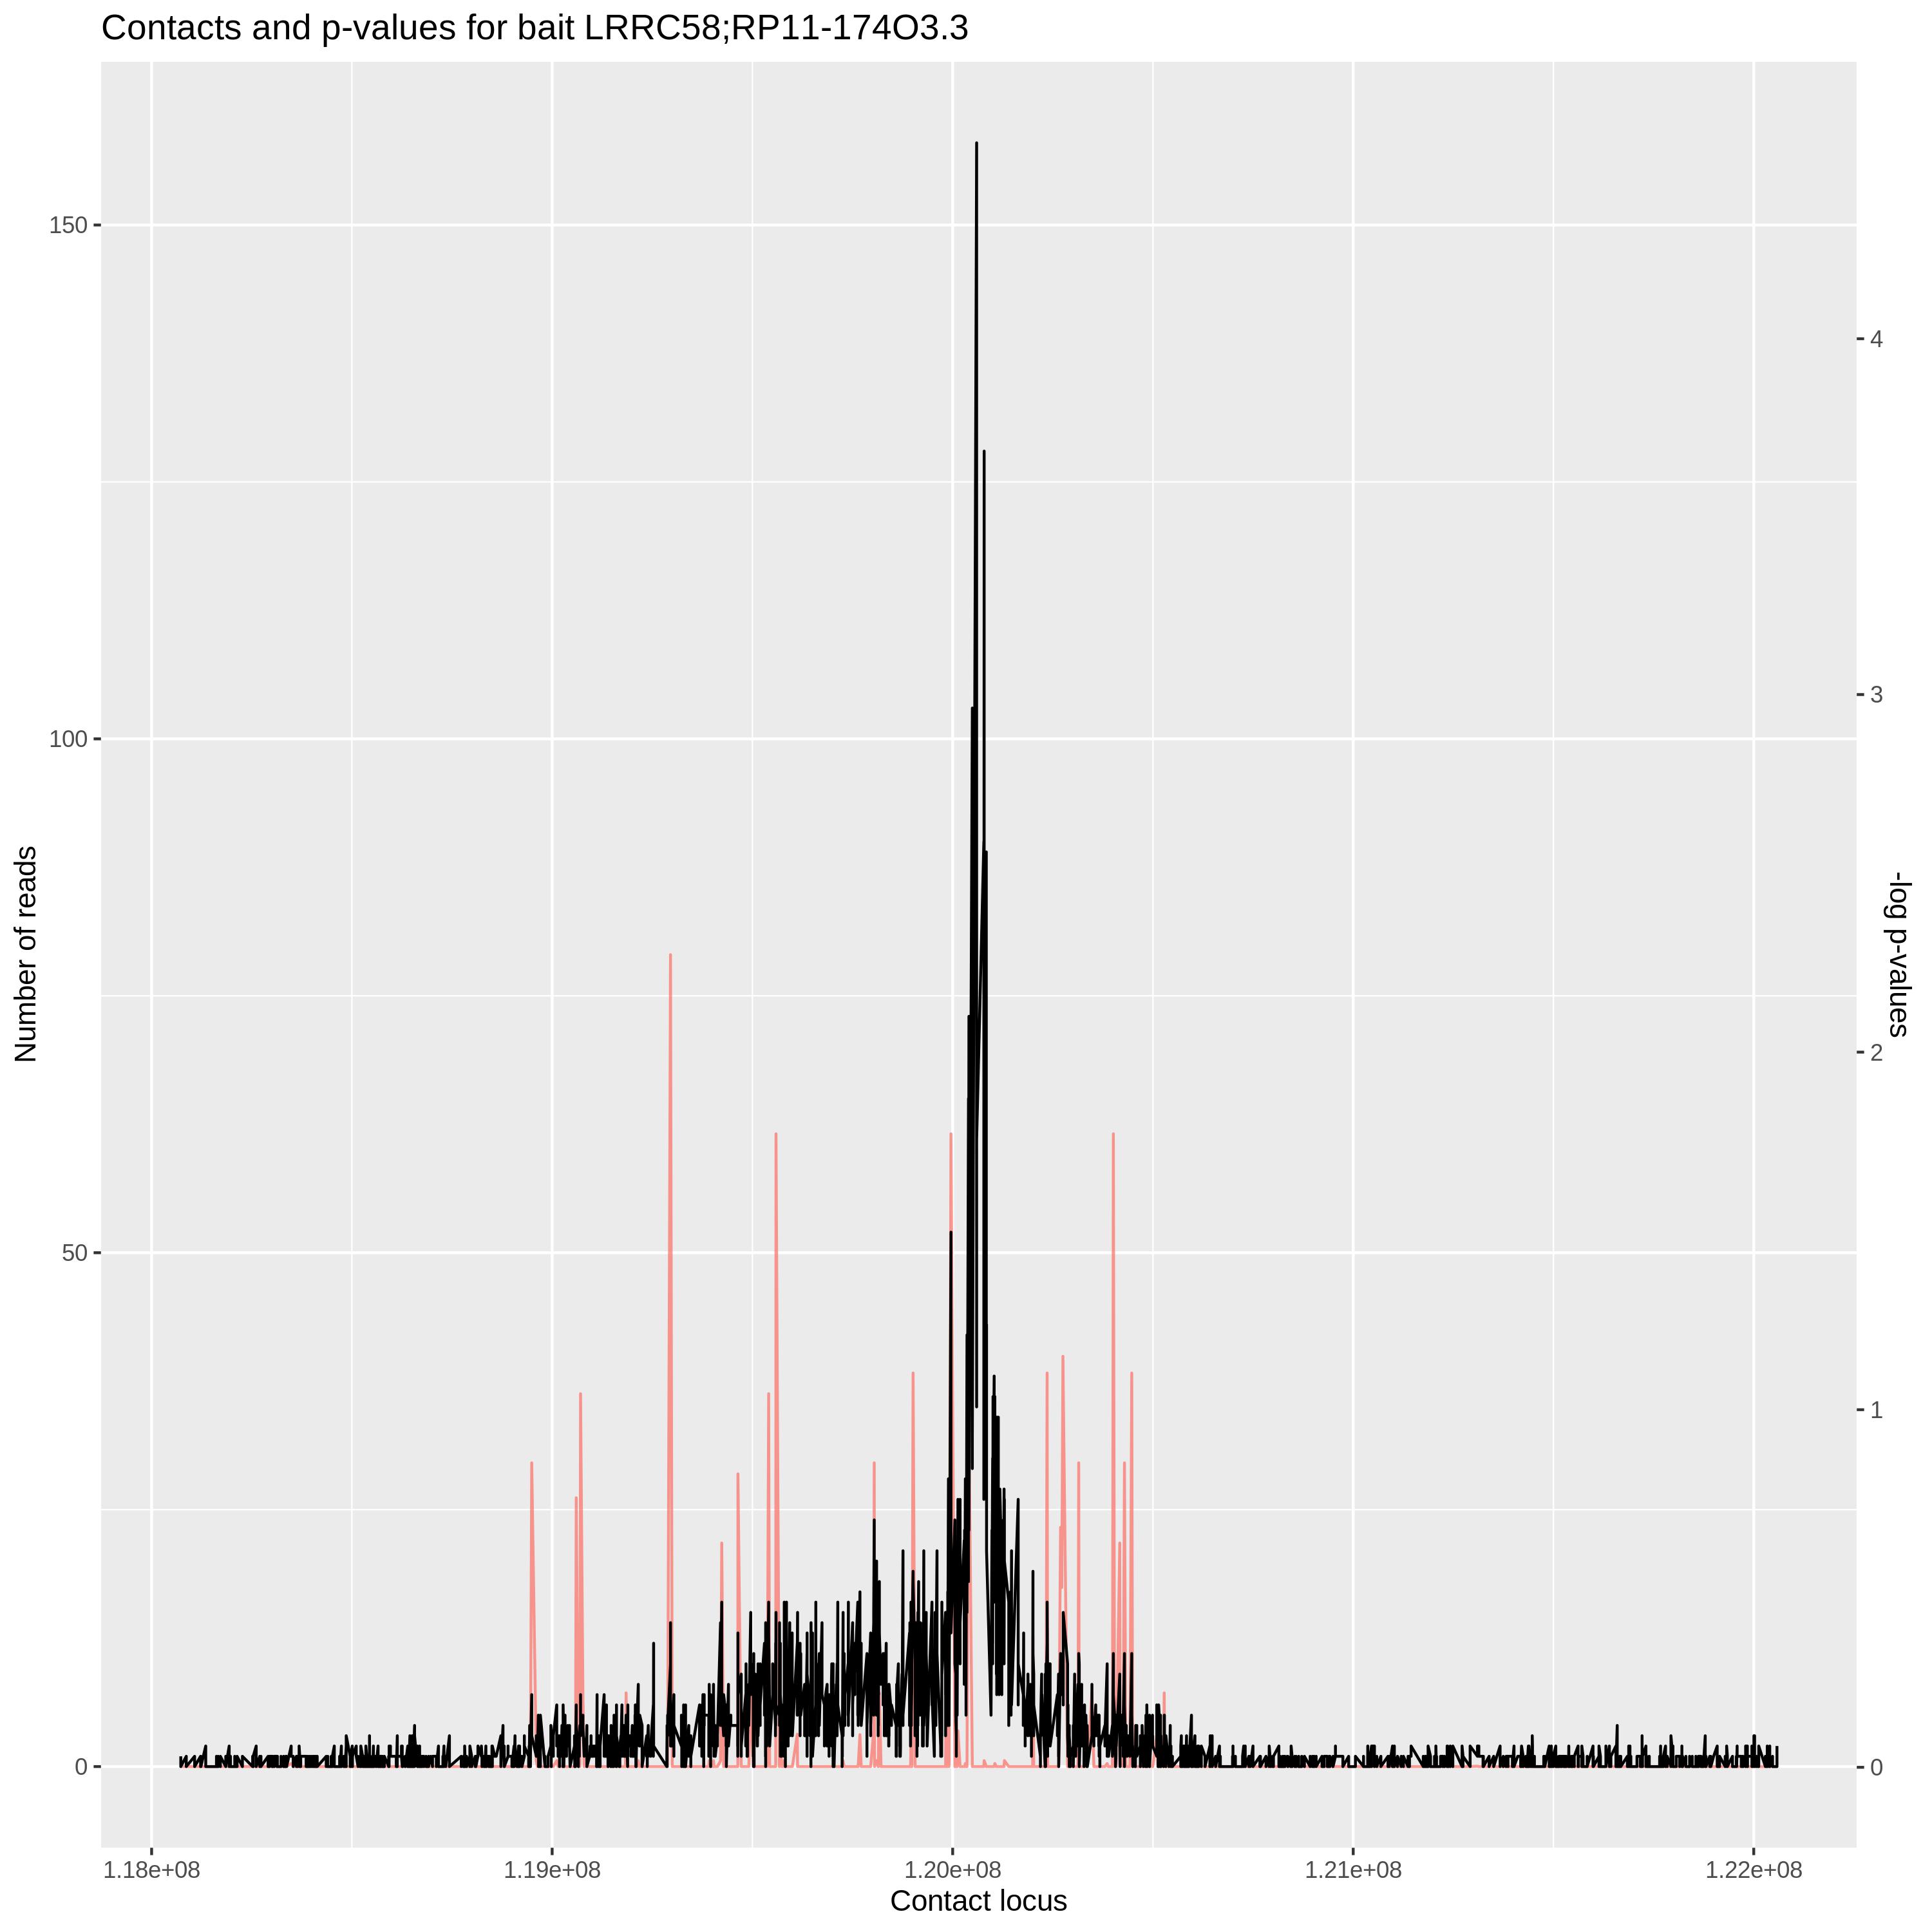 Contacts and p-values for bait LRRC58;RP11-174O3.3
150
100
50
0
Number of reads
4
3
2
1
0
-log p-values
1.18e+08
1.19e+08
1.20e+08
1.21e+08
1.22e+08
Contact locus